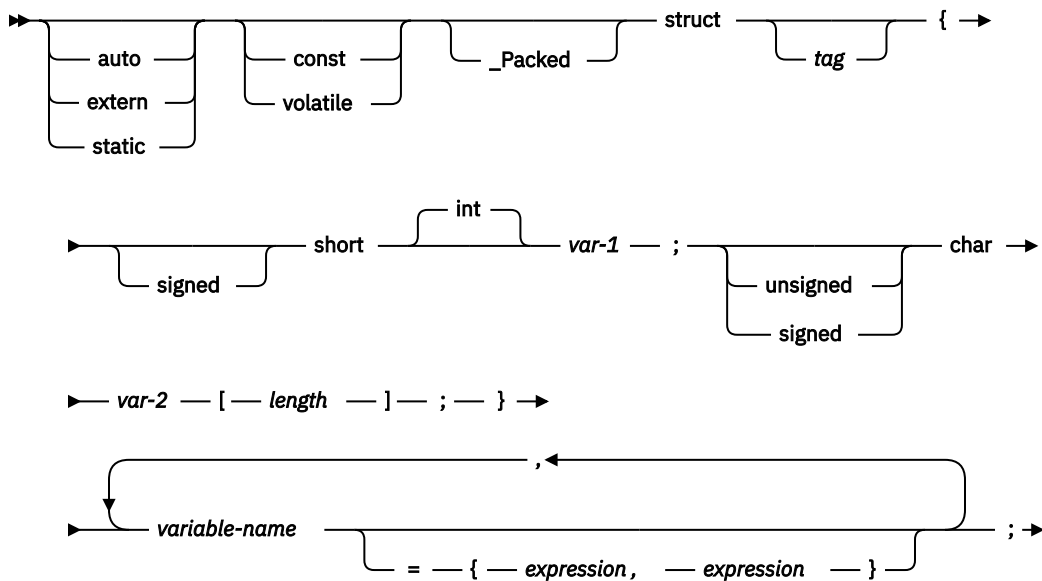 struct {
auto const _Packed tag
extern volatile
static
int
short var-1 ; char
signed unsigned
signed
var-2 [ length ] ; }
,
variable-name ;
= { expression , expression }